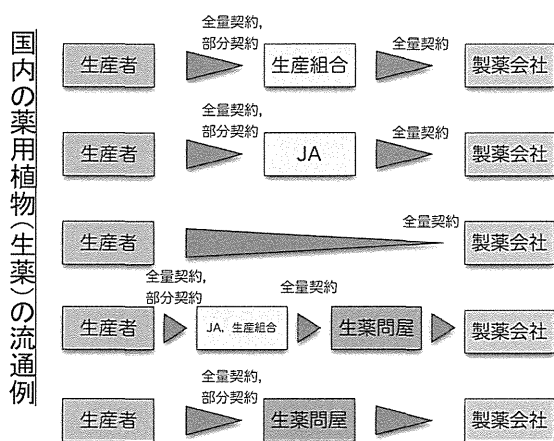 国内の薬用植物(生薬)の流通例
全量契約,
部分契約
全量契約
生産者
生産組合
製薬会社
全量契約,
部分契約
全量契約
生産者
JA
製薬会社
全量契約
生産者
製薬会社
全量契約,
部分契約
全量契約
生産者
JA, 生産組合
生薬問屋
製薬会社
全量契約,
部分契約
生産者
生薬問屋
製薬会社